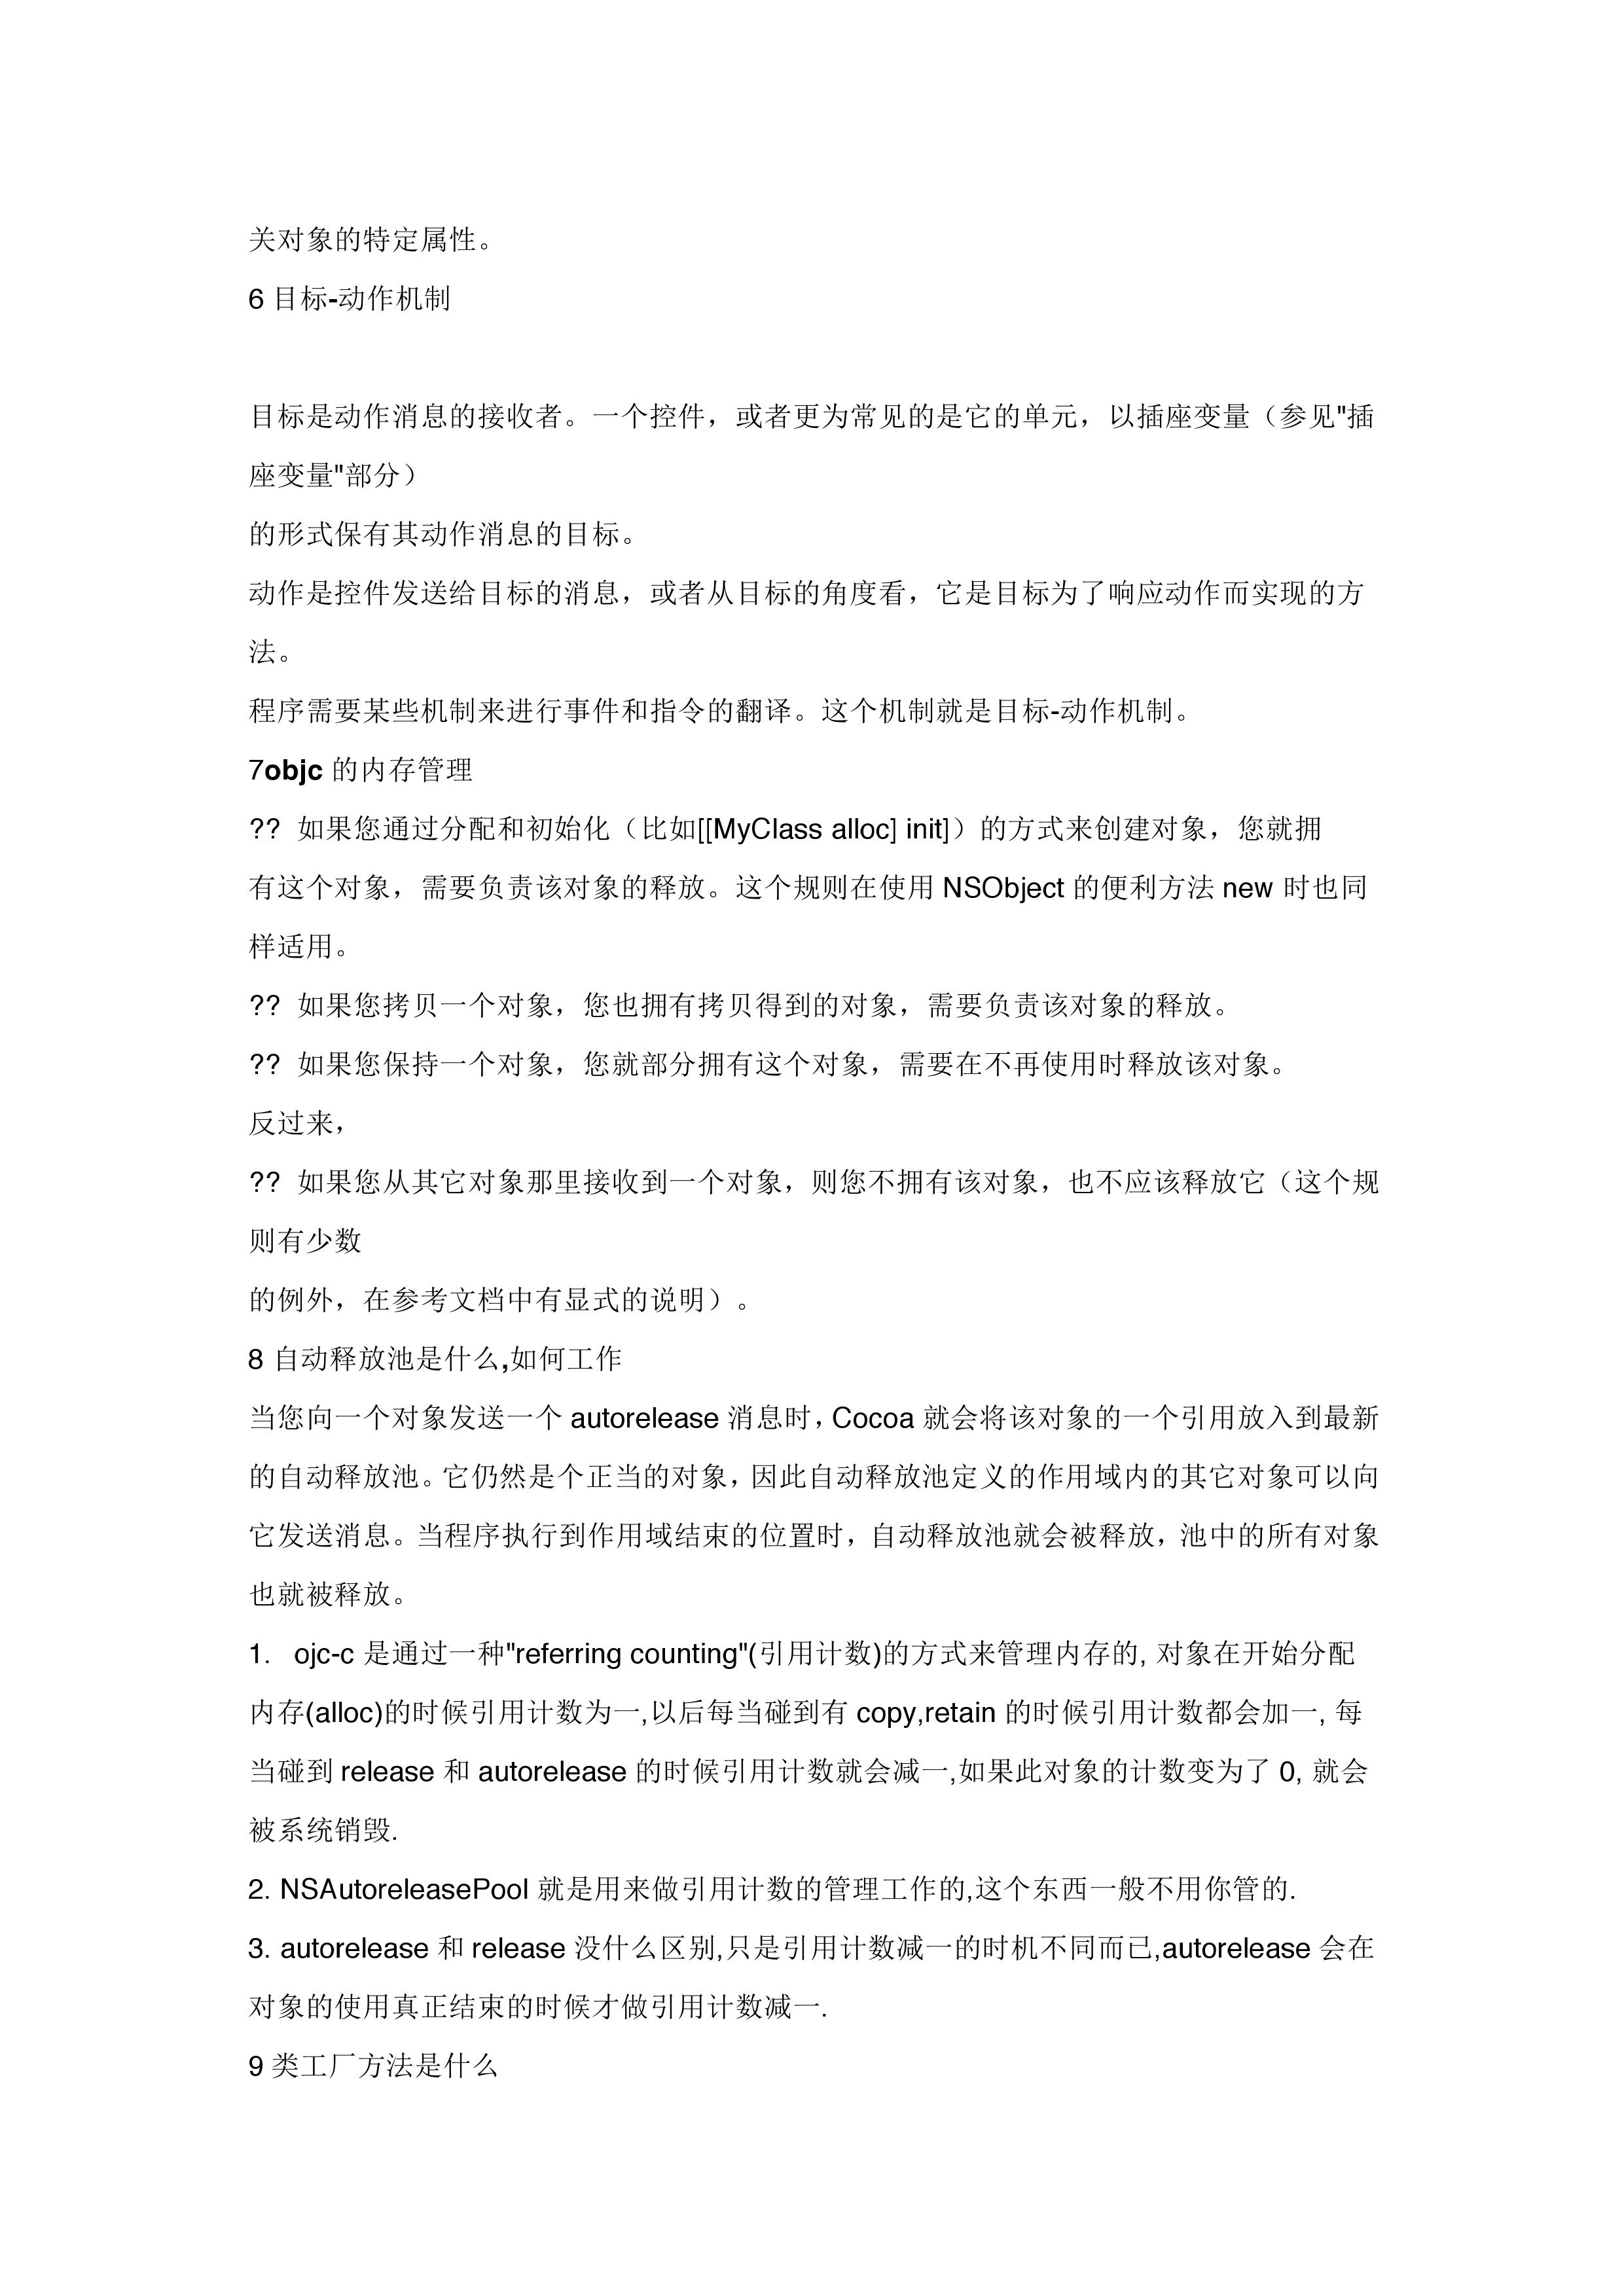 关对象的特定属性。
6 目标-动作机制
目标是动作消息的接收者。一个控件，或者更为常见的是它的单元，以插座变量（参见"插
座变量"部分）
的形式保有其动作消息的目标。
动作是控件发送给目标的消息，或者从目标的角度看，它是目标为了响应动作而实现的方
法。
程序需要某些机制来进行事件和指令的翻译。这个机制就是目标-动作机制。
7objc 的内存管理
?? 如果您通过分配和初始化（比如[[MyClass alloc] init]）的方式来创建对象，您就拥
有这个对象，需要负责该对象的释放。这个规则在使用 NSObject 的便利方法 new 时也同
样适用。
?? 如果您拷贝一个对象，您也拥有拷贝得到的对象，需要负责该对象的释放。
?? 如果您保持一个对象，您就部分拥有这个对象，需要在不再使用时释放该对象。
反过来，
?? 如果您从其它对象那里接收到一个对象，则您不拥有该对象，也不应该释放它（这个规
则有少数
的例外，在参考文档中有显式的说明）。
8 自动释放池是什么,如何工作
当您向一个对象发送一个 autorelease 消息时，Cocoa 就会将该对象的一个引用放入到最新
的自动释放池。它仍然是个正当的对象，因此自动释放池定义的作用域内的其它对象可以向
它发送消息。当程序执行到作用域结束的位置时，自动释放池就会被释放，池中的所有对象
也就被释放。
1. ojc-c 是通过一种"referring counting"(引用计数)的方式来管理内存的, 对象在开始分配
内存(alloc)的时候引用计数为一,以后每当碰到有 copy,retain 的时候引用计数都会加一, 每
当碰到 release 和 autorelease 的时候引用计数就会减一,如果此对象的计数变为了 0, 就会
被系统销毁.
2. NSAutoreleasePool 就是用来做引用计数的管理工作的,这个东西一般不用你管的.
3. autorelease 和 release 没什么区别,只是引用计数减一的时机不同而已,autorelease 会在
对象的使用真正结束的时候才做引用计数减一.
9 类工厂方法是什么